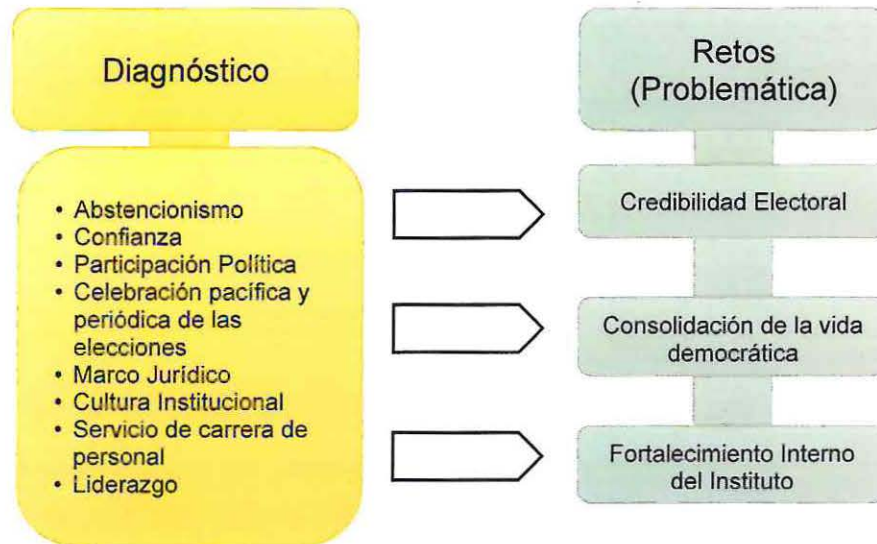 Diagnóstico
• Abstencionismo
• Confianza
• Participación Política
• Celebración pacífica y
periódica de las
elecciones
• Marco Jurídico
• Cultura Institucional
• Servicio de carrera de
personal
• Liderazgo
Retos
(Problemática)
Credibilidad Electoral
Consolidación de la vida
democrática
Fortalecimiento Interno
del Instituto